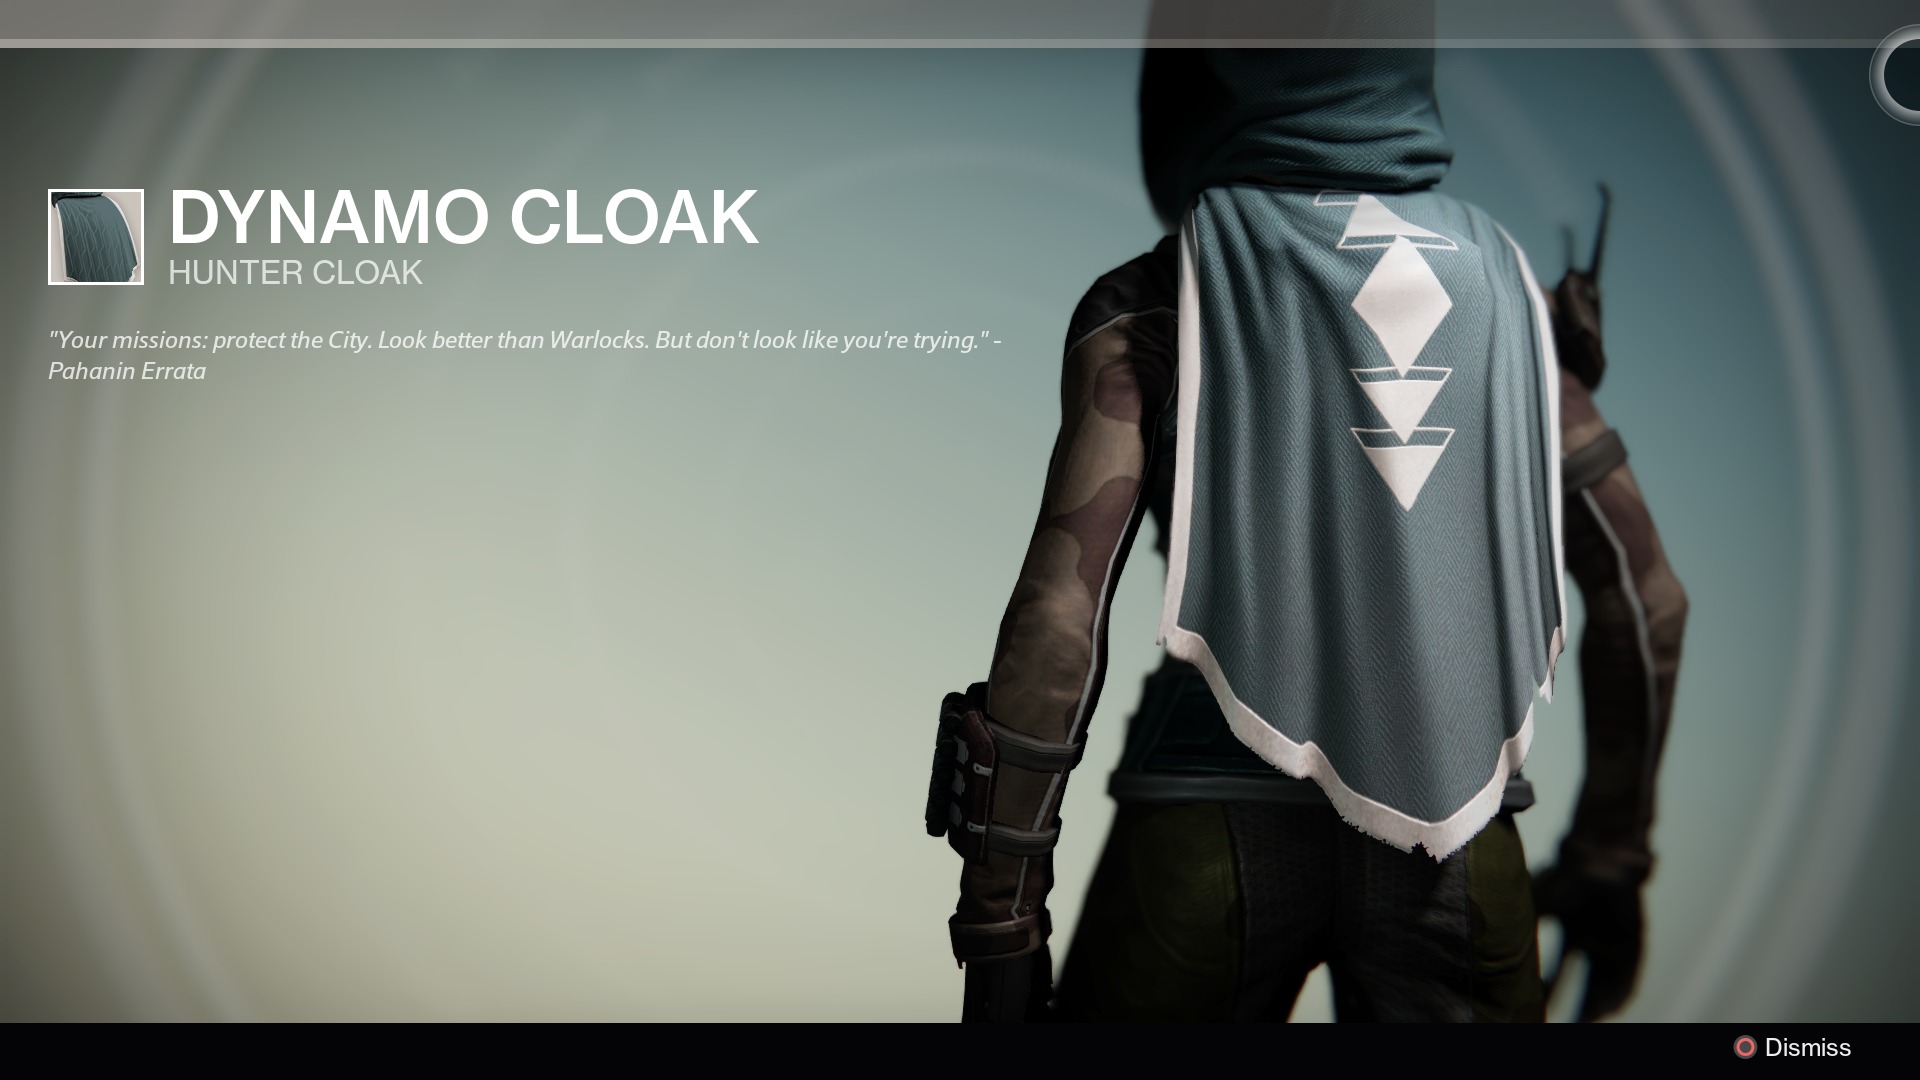 DYNAMO CLOAK
HUNTER CLOAK
"Your missions: protect the City. Look better than Warlocks. But don't look like you're trying." -
Pahanin Errata
Dismiss